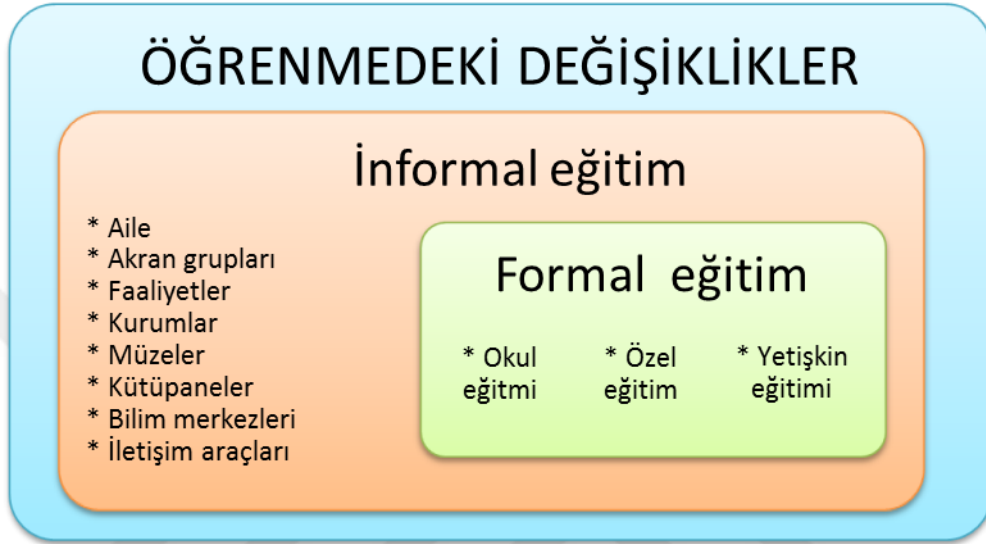 ÖĞRENMEDEKİ DEĞİŞİKLİKLER
İnformal eğitim
* Aile
* Akran grupları
* Faaliyetler
* Kurumlar
* Müzeler
* Kütüpaneler
* Bilim merkezleri
* İletişim araçları
Formal eğitim
* Okul
eğitmi
* Özel
eğitim
* Yetişkin
eğitimi